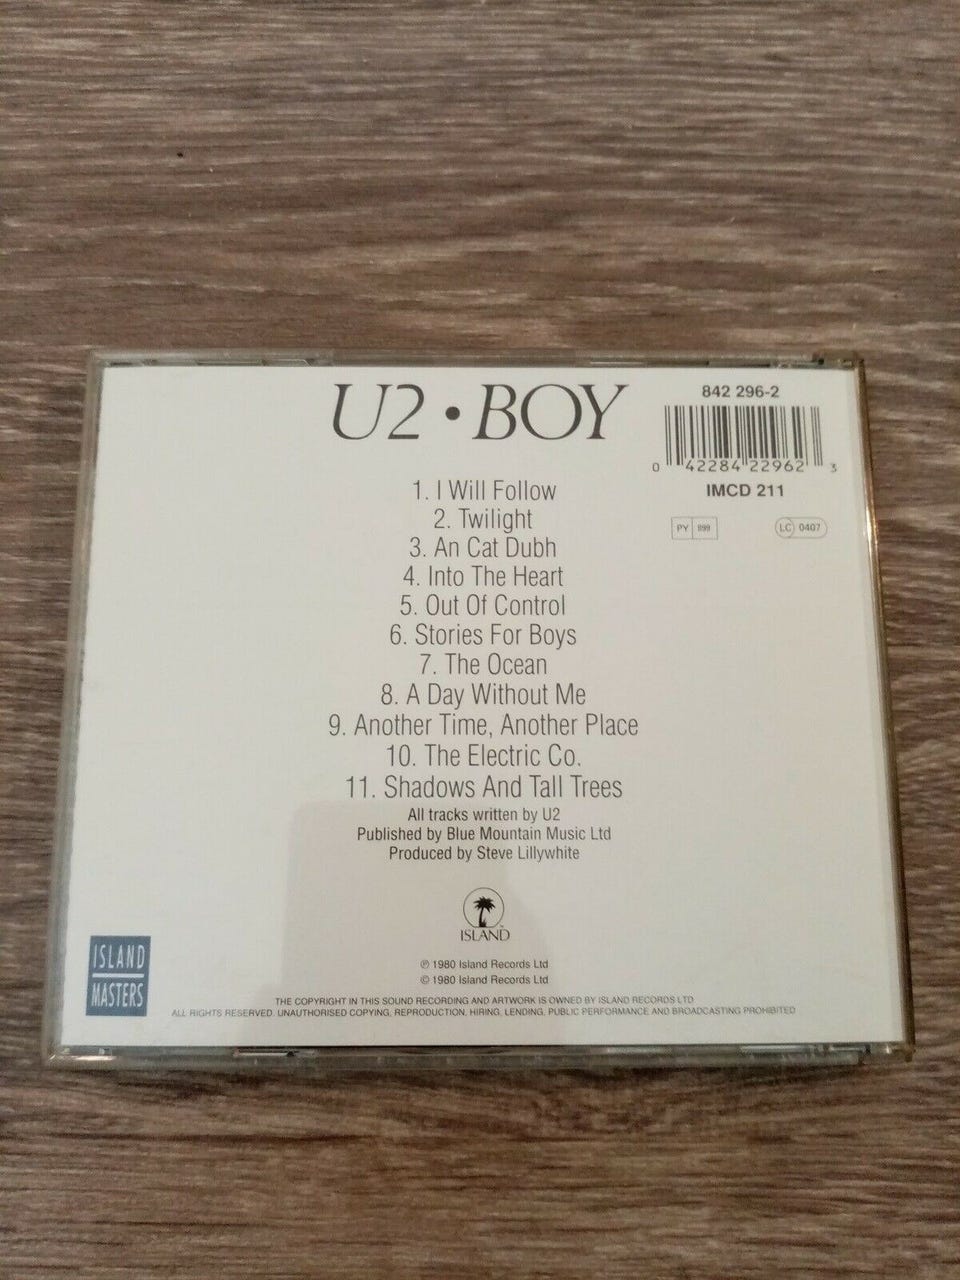 U2 • BOY
842 296-2
0 42284 22962 3
IMCD 211
PY 899
LC 0407
1. I Will Follow
2. Twilight
3. An Cat Dubh
4. Into The Heart
5. Out Of Control
6. Stories For Boys
7. The Ocean
8. A Day Without Me
9. Another Time, Another Place
10. The Electric Co.
11. Shadows And Tall Trees
All tracks written by U2
Published by Blue Mountain Music Ltd
Produced by Steve Lillywhite
ISLAND
℗ 1980 Island Records Ltd
© 1980 Island Records Ltd
ISLAND
MASTERS
THE COPYRIGHT IN THIS SOUND RECORDING AND ARTWORK IS OWNED BY ISLAND RECORDS LTD
ALL RIGHTS RESERVED. UNAUTHORISED COPYING, REPRODUCTION, HIRING, LENDING, PUBLIC PERFORMANCE AND BROADCASTING PROHIBITED